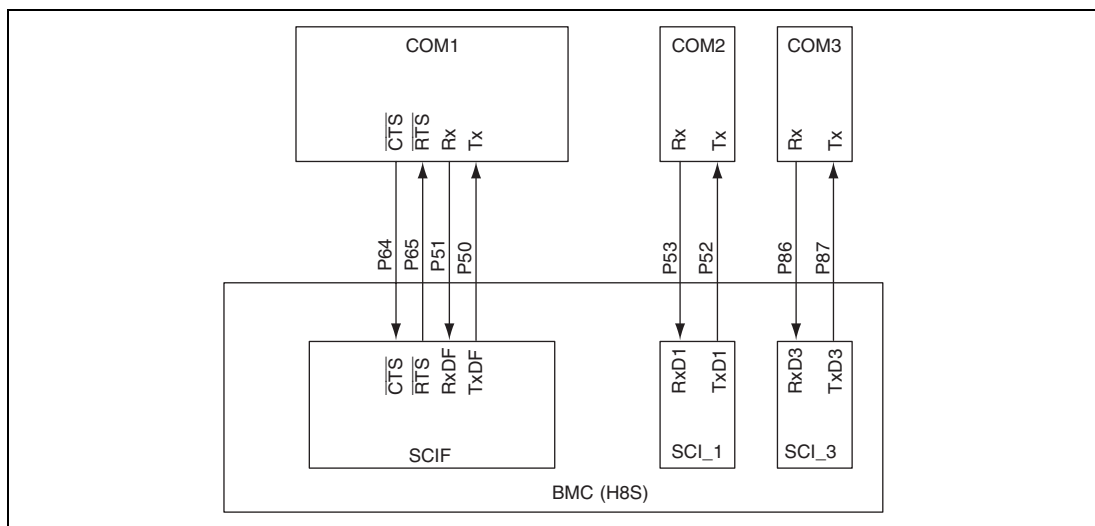 COM1
COM2
COM3
CTS
RTS
Rx
Tx
Rx
Tx
Rx
Tx
P64
P65
P51
P50
P53
P52
P86
P87
CTS
RTS
RxDF
TxDF
RxD1
TxD1
RxD3
TxD3
SCIF
SCI_1
SCI_3
BMC (H8S)